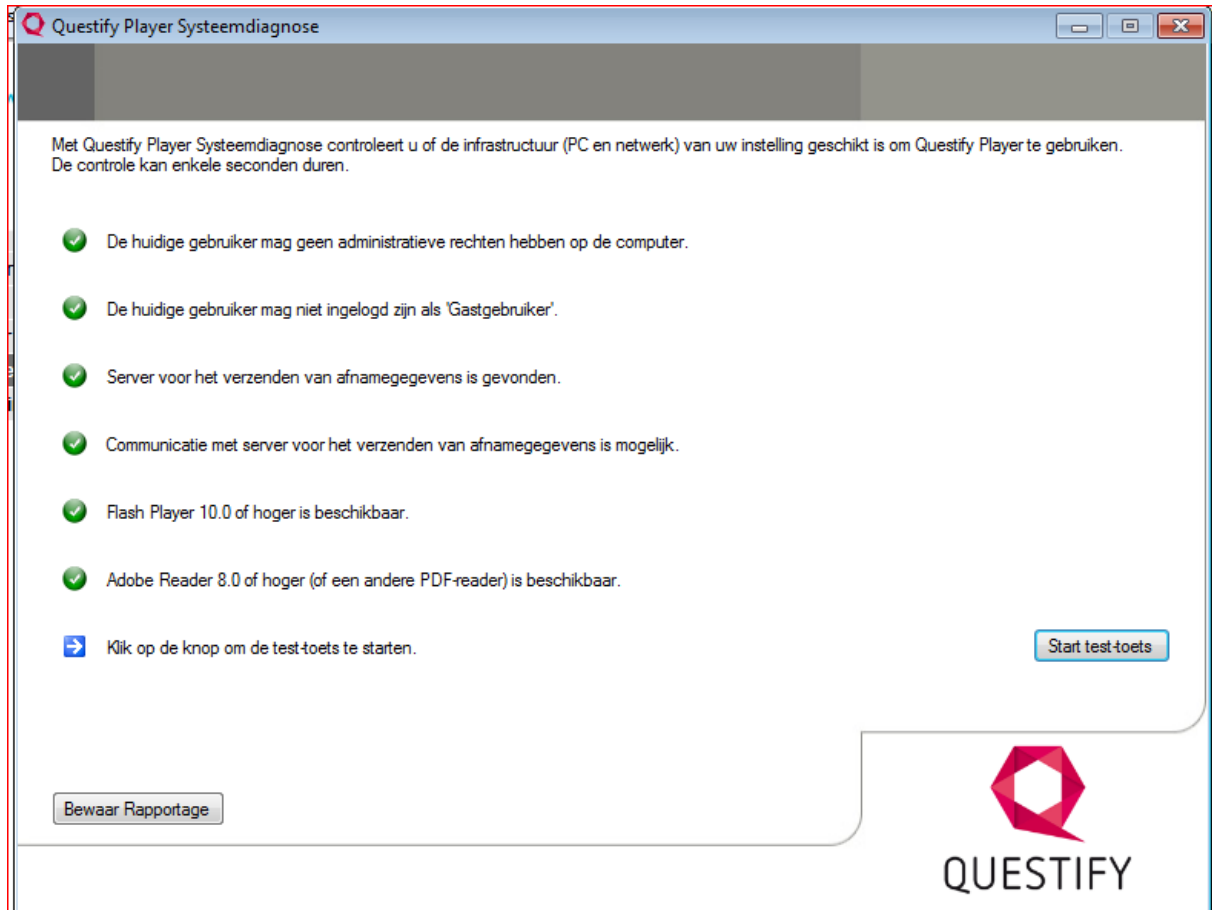 Questify Player Systeemdiagnose
Met Questify Player Systeemdiagnose controleert u of de infrastructuur (PC en netwerk) van uw instelling geschikt is om Questify Player te gebruiken.
De controle kan enkele seconden duren.
De huidige gebruiker mag geen administratieve rechten hebben op de computer.
De huidige gebruiker mag niet ingelogd zijn als 'Gastgebruiker'.
Server voor het verzenden van afnamegegevens is gevonden.
Communicatie met server voor het verzenden van afnamegegevens is mogelijk.
Flash Player 10.0 of hoger is beschikbaar.
Adobe Reader 8.0 of hoger (of een andere PDF-reader) is beschikbaar.
Klik op de knop om de test-toets te starten.
Start test-toets
Bewaar Rapportage
QUESTIFY